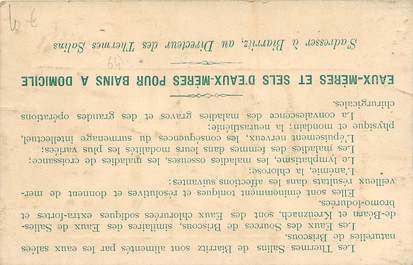 Les Thermes Salins de Biarritz sont alimentés par les eaux salées
naturelles de Briscous.
Les Eaux des Sources de Briscous, similaires des Eaux de Salies-
de-Béarn et Kreutznach, sont des Eaux chlorurées sodiques extra-fortes et
bromo-iodurées.
Elles sont éminemment toniques et résolutives et donnent de mer-
veilleux résultats dans les affections suivantes:
L'anémie, la chlorose;
Le lymphatisme, les maladies osseuses, les maladies de croissance;
Les maladies des femmes dans leurs modalités les plus variées;
L'épuisement nerveux, les conséquences du surmenage intellectuel,
physique et mondain; la neurasthénie;
La convalescence des maladies graves et des grandes opérations
chirurgicales.
EAUX-MÈRES ET SELS D'EAUX-MÈRES POUR BAINS A DOMICILE
S'adresser à Biarritz, au Directeur des Thermes Salins